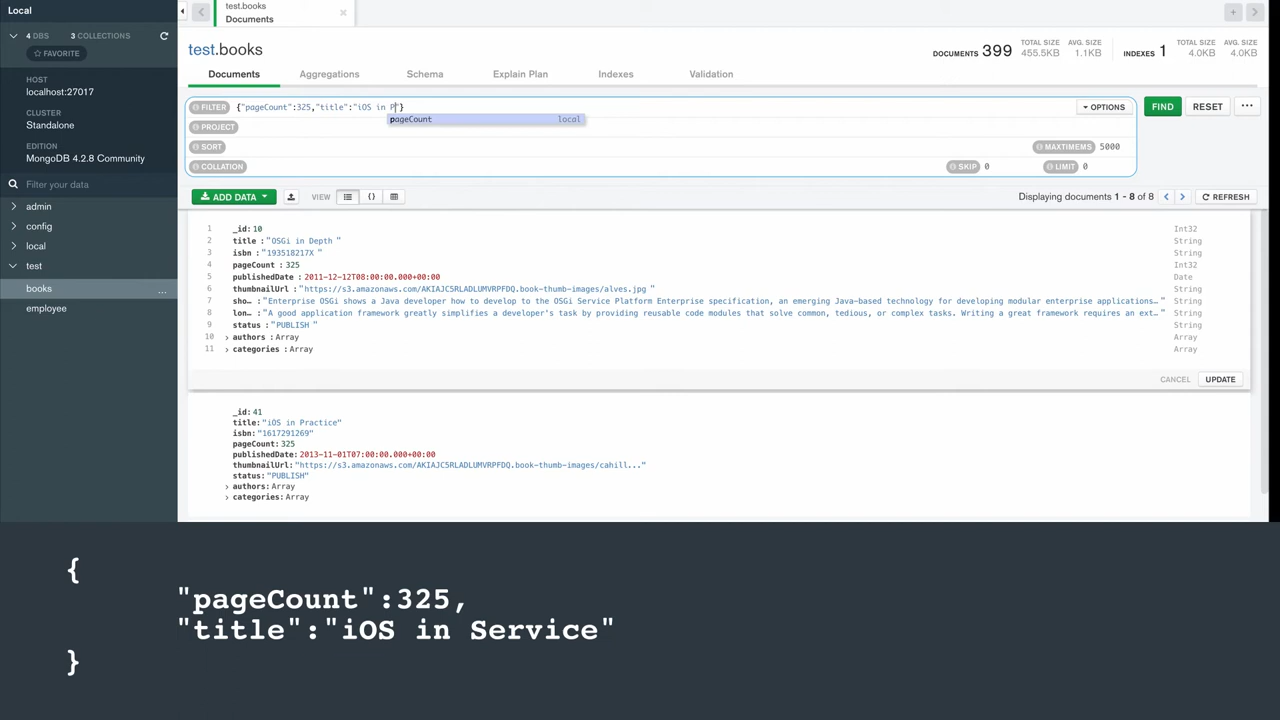 Local
test.books
Documents
4 DBS 3 COLLECTIONS
FAVORITE
HOST
localhost:27017
CLUSTER
Standalone
EDITION
MongoDB 4.2.8 Community
Filter your data
admin
config
local
test
books ...
employee
test.books
DOCUMENTS 399 TOTAL SIZE 455.5KB AVG. SIZE 1.1KB INDEXES 1 TOTAL SIZE 4.0KB AVG. SIZE 4.0KB
Documents Aggregations Schema Explain Plan Indexes Validation
FILTER {"pageCount":325,"title":"iOS in P"} OPTIONS FIND RESET ...
pageCount local
PROJECT
SORT MAXTIMEMS 5000
COLLATION SKIP 0 LIMIT 0
ADD DATA VIEW {} Displaying documents 1 - 8 of 8 < > REFRESH
1 _id: 10 Int32
2 title : "OSGi in Depth " String
3 isbn : "193518217X " String
4 pageCount : 325 Int32
5 publishedDate : 2011-12-12T08:00:00.000+00:00 Date
6 thumbnailUrl : "https://s3.amazonaws.com/AKIAJC5RLADLUMVRPFDQ.book-thumb-images/alves.jpg " String
7 sho… : "Enterprise OSGi shows a Java developer how to develop to the OSGi Service Platform Enterprise specification, an emerging Java-based technology for developing modular enterprise applications…" String
8 lon… : "A good application framework greatly simplifies a developer's task by providing reusable code modules that solve common, tedious, or complex tasks. Writing a great framework requires an ext…" String
9 status : "PUBLISH " String
10 > authors : Array Array
11 > categories : Array Array
CANCEL UPDATE
_id: 41
title: "iOS in Practice"
isbn: "1617291269"
pageCount: 325
publishedDate: 2013-11-01T07:00:00.000+00:00
thumbnailUrl: "https://s3.amazonaws.com/AKIAJC5RLADLUMVRPFDQ.book-thumb-images/cahill..."
status: "PUBLISH"
> authors: Array
> categories: Array
{
"pageCount":325,
"title":"iOS in Service"
}